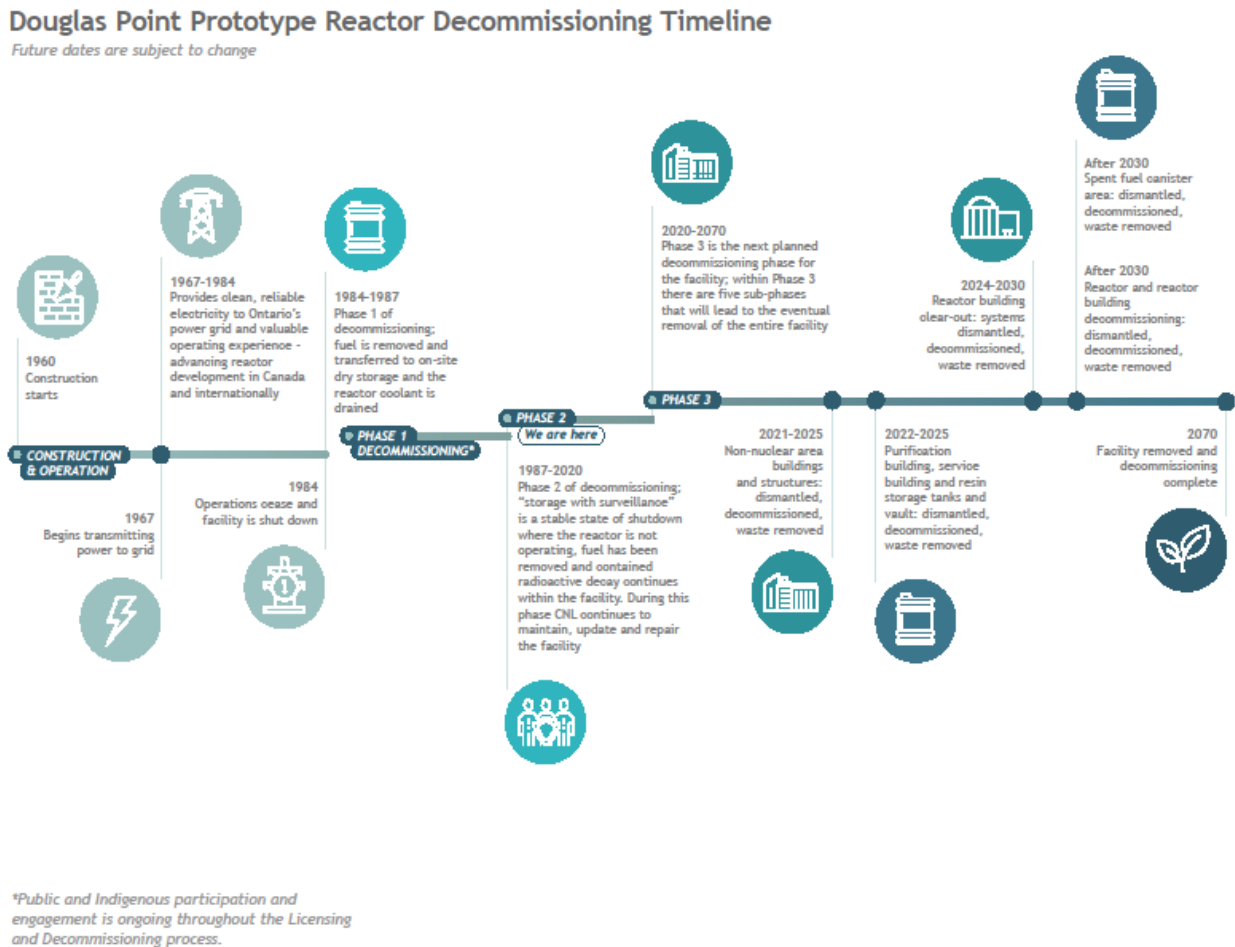 Douglas Point Prototype Reactor Decommissioning Timeline
Future dates are subject to change
1960
Construction
starts
1967-1984
Provides clean, reliable
electricity to Ontario's
power grid and valuable
operating experience -
advancing reactor
development in Canada
and internationally
1984-1987
Phase 1 of
decommissioning;
fuel is removed and
transferred to on-site
dry storage and the
reactor coolant is
drained
2020-2070
Phase 3 is the next planned
decommissioning phase for
the facility; within Phase 3
there are five sub-phases
that will lead to the eventual
removal of the entire facility
2024-2030
Reactor building
clear-out: systems
dismantled,
decommissioned,
waste removed
After 2030
Spent fuel canister
area: dismantled,
decommissioned,
waste removed
After 2030
Reactor and reactor
building
decommissioning:
dismantled,
decommissioned,
waste removed
CONSTRUCTION
& OPERATION
PHASE 1
DECOMMISSIONING*
PHASE 2
We are here
PHASE 3
1967
Begins transmitting
power to grid
1984
Operations cease and
facility is shut down
1
1987-2020
Phase 2 of decommissioning;
"storage with surveillance"
is a stable state of shutdown
where the reactor is not
operating, fuel has been
removed and contained
radioactive decay continues
within the facility. During this
phase CNL continues to
maintain, update and repair
the facility
2021-2025
Non-nuclear area
buildings
and structures:
dismantled,
decommissioned,
waste removed
2022-2025
Purification
building, service
building and resin
storage tanks and
vault: dismantled,
decommissioned,
waste removed
2070
Facility removed and
decommissioning
complete
*Public and Indigenous participation and
engagement is ongoing throughout the Licensing
and Decommissioning process.